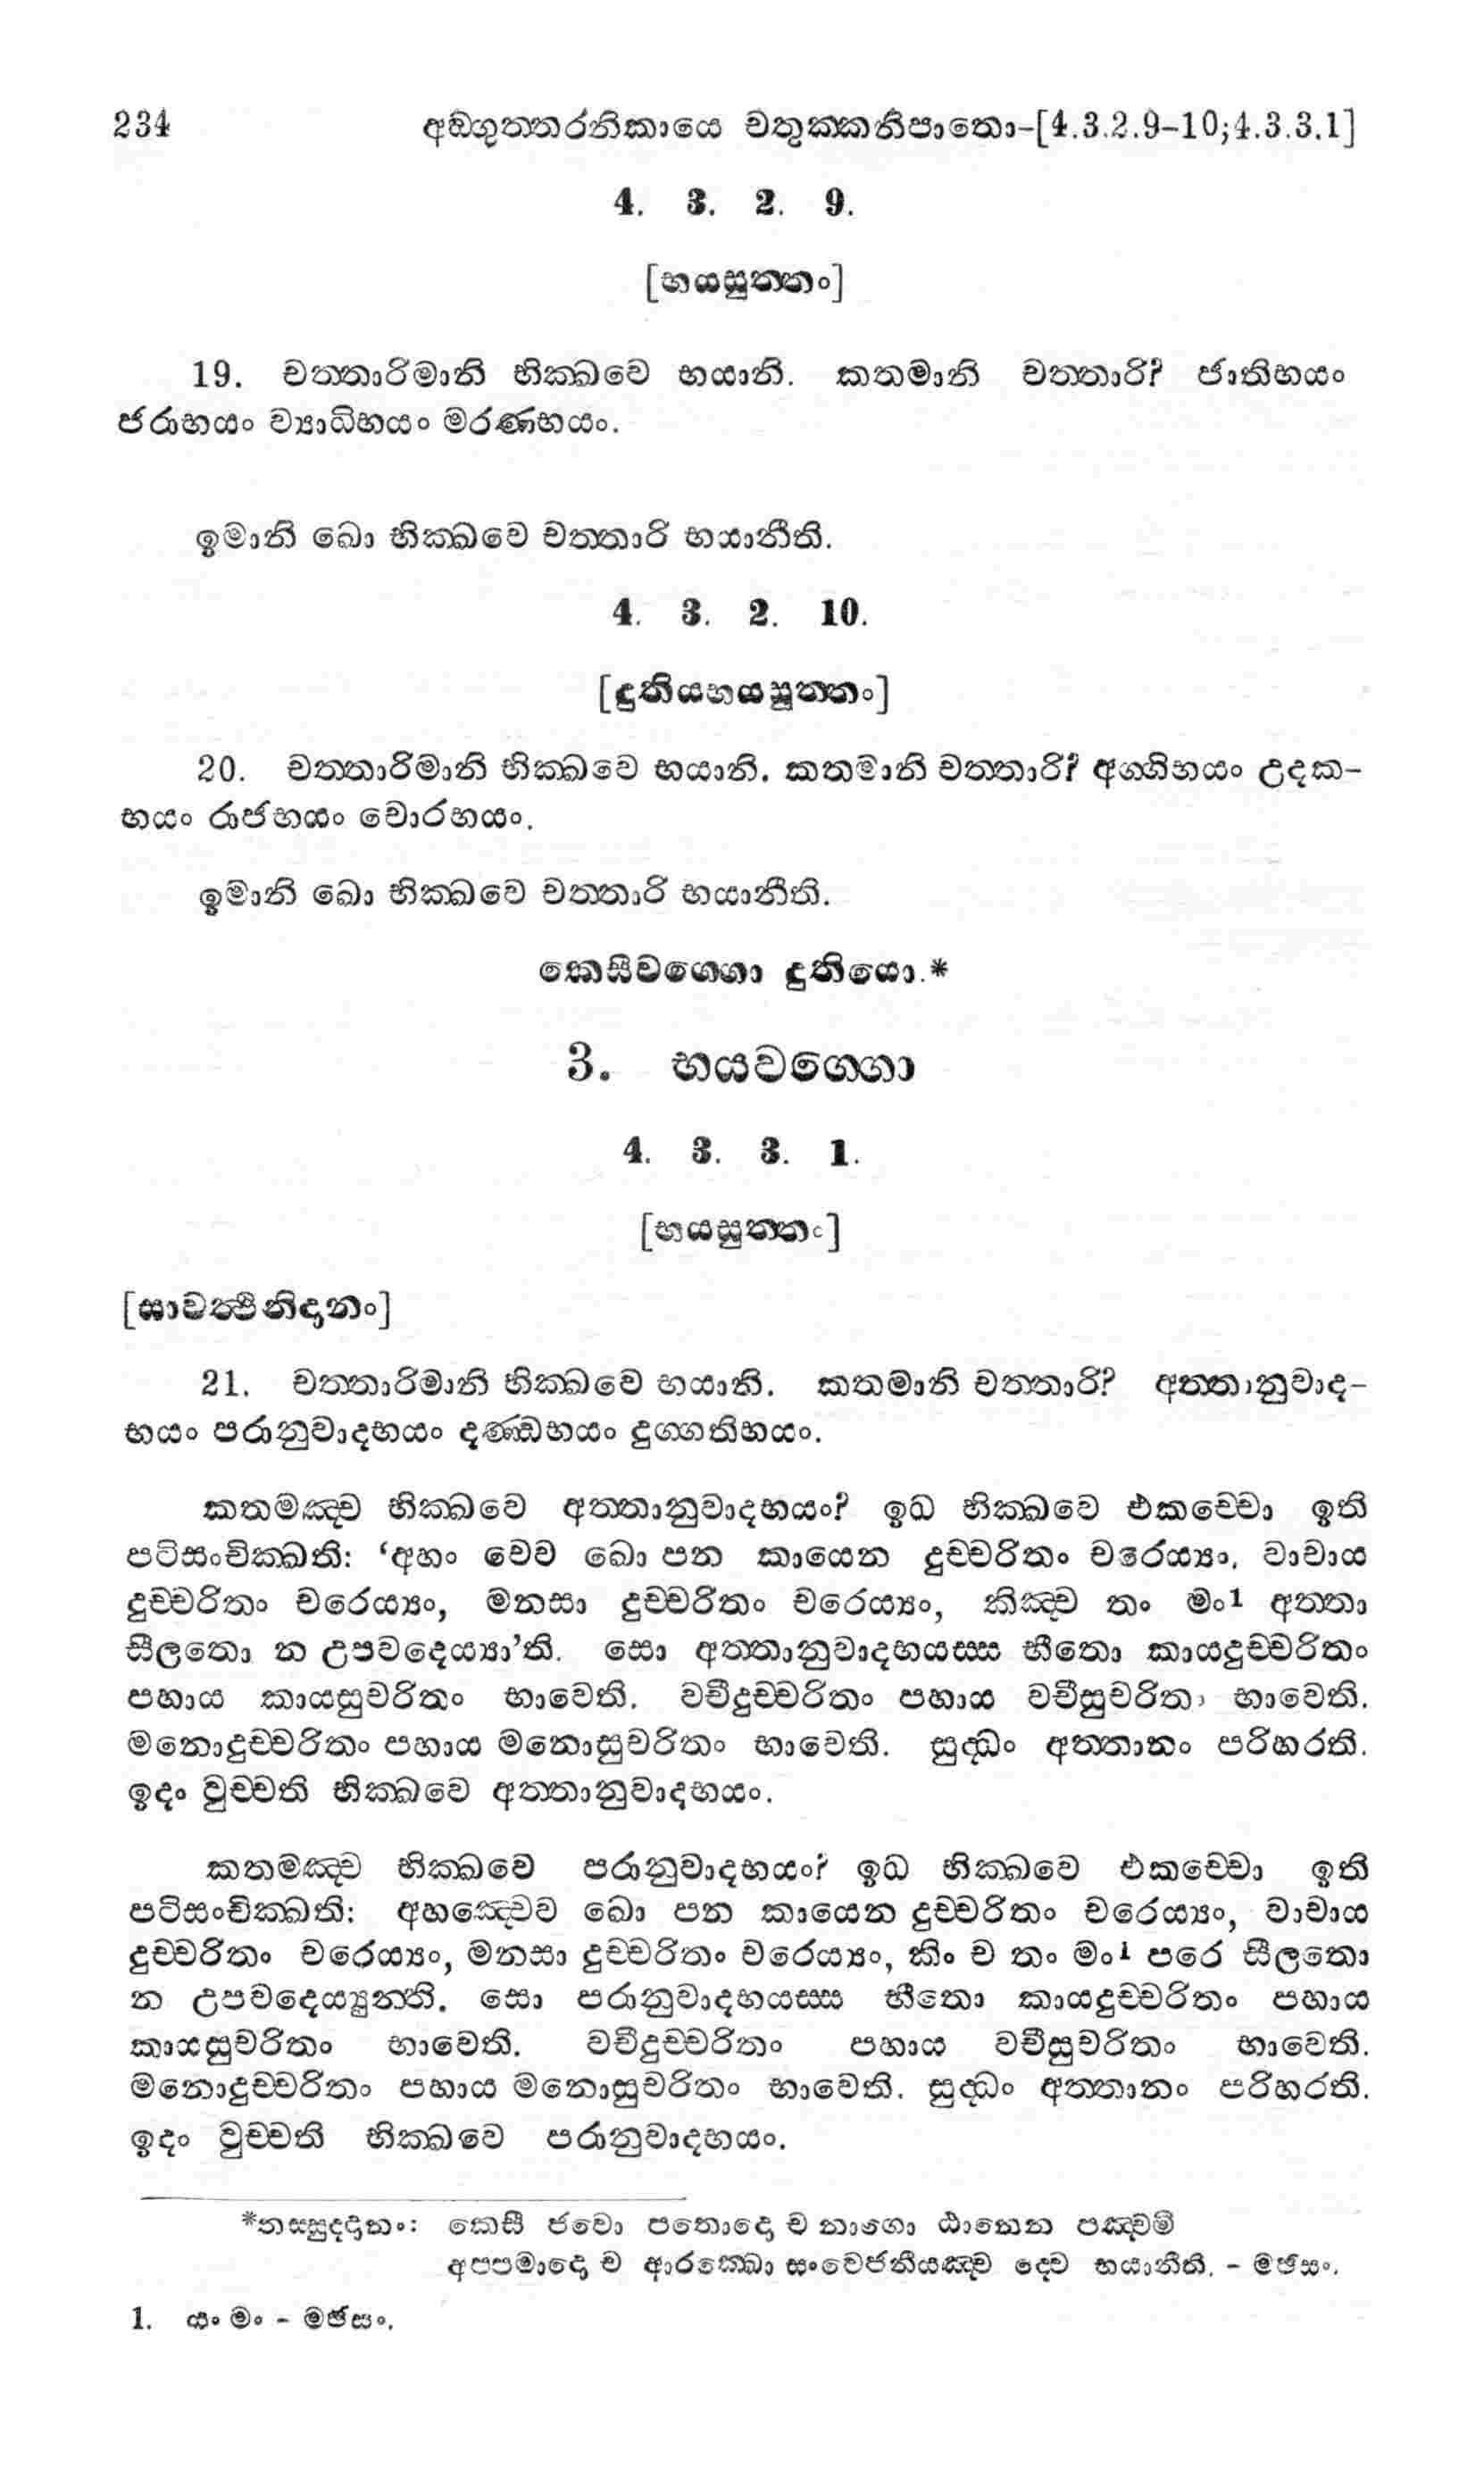 234 අඞගුතතරනිකායෙ චතුකකනිපාතො-[4.3.2.9-10;4.3.3.1]
4. 3. 2. 9.
[භයසුත්තං]
19. චත්තාරිමානි භික්ඛවෙ භයානි. කතමානි චත්තාරි? ජාතිභයං
ජරාභයං ව්‍යාධිභයං මරණභයං.
ඉමානි ඛො භික්ඛවෙ චත්තාරි භයානීති.
4. 3. 2. 10.
[දුතියභයසුත්තං]
20. චත්තාරිමානි භික්ඛවෙ භයානි. කතමානි චත්තාරි? අග්ගිභයං උදක-
භයං රාජභයං චොරභයං.
ඉමානි ඛො භික්ඛවෙ චත්තාරි භයානීති.
කෙසිවග්ගො දුතියො.*
3. භයවග්ගො
4. 3. 3. 1.
[භයසුත්තං]
[සාවත්ථිනිදානං]
21. චත්තාරිමානි භික්ඛවෙ භයානි. කතමානි චත්තාරි? අත්තානුවාද-
භයං පරානුවාදභයං දණ්ඩභයං දුග්ගතිභයං.
කතමඤ්ච භික්ඛවෙ අත්තානුවාදභයං? ඉධ භික්ඛවෙ එකච්චො ඉති
පටිසංචික්ඛති: ‘අහං චෙව ඛො පන කායෙන දුච්චරිතං චරෙය්‍යං, වාචාය
දුච්චරිතං චරෙය්‍යං, මනසා දුච්චරිතං චරෙය්‍යං, කිඤ්ච තං මං1 අත්තා
සීලතො න උපවදෙය්‍යා’ති. සො අත්තානුවාදභයස්ස භීතො කායදුච්චරිතං
පහාය කායසුචරිතං භාවෙති. වචීදුච්චරිතං පහාය වචීසුචරිතං භාවෙති.
මනොදුච්චරිතං පහාය මනොසුචරිතං භාවෙති. සුද්ධං අත්තානං පරිහරති.
ඉදං වුච්චති භික්ඛවෙ අත්තානුවාදභයං.
කතමඤ්ච භික්ඛවෙ පරානුවාදභයං? ඉධ භික්ඛවෙ එකච්චො ඉති
පටිසංචික්ඛති: අහඤ්චෙව ඛො පන කායෙන දුච්චරිතං චරෙය්‍යං, වාචාය
දුච්චරිතං චරෙය්‍යං, මනසා දුච්චරිතං චරෙය්‍යං, කිං ච තං මං1 පරෙ සීලතො
න උපවදෙය්‍යුන්ති. සො පරානුවාදභයස්ස භීතො කායදුච්චරිතං පහාය
කායසුචරිතං භාවෙති. වචීදුච්චරිතං පහාය වචීසුචරිතං භාවෙති.
මනොදුච්චරිතං පහාය මනොසුචරිතං භාවෙති. සුද්ධං අත්තානං පරිහරති.
ඉදං වුච්චති භික්ඛවෙ පරානුවාදභයං.
*තසසුද්දානං: කෙසී ජවො පතොදො ච නාගො ඨානෙන පඤ්චමී
අප්පමාදො ච ආරක්ඛො සංවෙජනීයඤ්ච ද්වෙ භයානීති. - මජසං.
1. යං මං - මජසං.